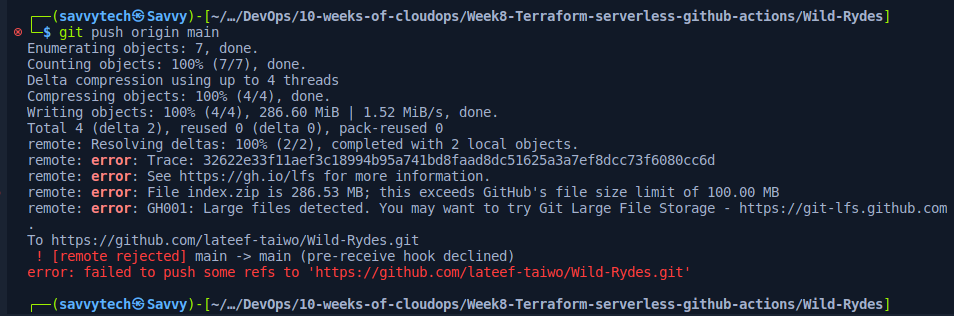 ┌──(savvytech㉿Savvy)-[~/…/DevOps/10-weeks-of-cloudops/Week8-Terraform-serverless-github-actions/Wild-Rydes]
└─$ git push origin main
Enumerating objects: 7, done.
Counting objects: 100% (7/7), done.
Delta compression using up to 4 threads
Compressing objects: 100% (4/4), done.
Writing objects: 100% (4/4), 286.60 MiB | 1.52 MiB/s, done.
Total 4 (delta 2), reused 0 (delta 0), pack-reused 0
remote: Resolving deltas: 100% (2/2), completed with 2 local objects.
remote: error: Trace: 32622e33f11aef3c18994b95a741bd8faad8dc51625a3a7ef8dcc73f6080cc6d
remote: error: See https://gh.io/lfs for more information.
remote: error: File index.zip is 286.53 MB; this exceeds GitHub's file size limit of 100.00 MB
remote: error: GH001: Large files detected. You may want to try Git Large File Storage - https://git-lfs.github.com
.
To https://github.com/lateef-taiwo/Wild-Rydes.git
 ! [remote rejected] main -> main (pre-receive hook declined)
error: failed to push some refs to 'https://github.com/lateef-taiwo/Wild-Rydes.git'
┌──(savvytech㉿Savvy)-[~/…/DevOps/10-weeks-of-cloudops/Week8-Terraform-serverless-github-actions/Wild-Rydes]